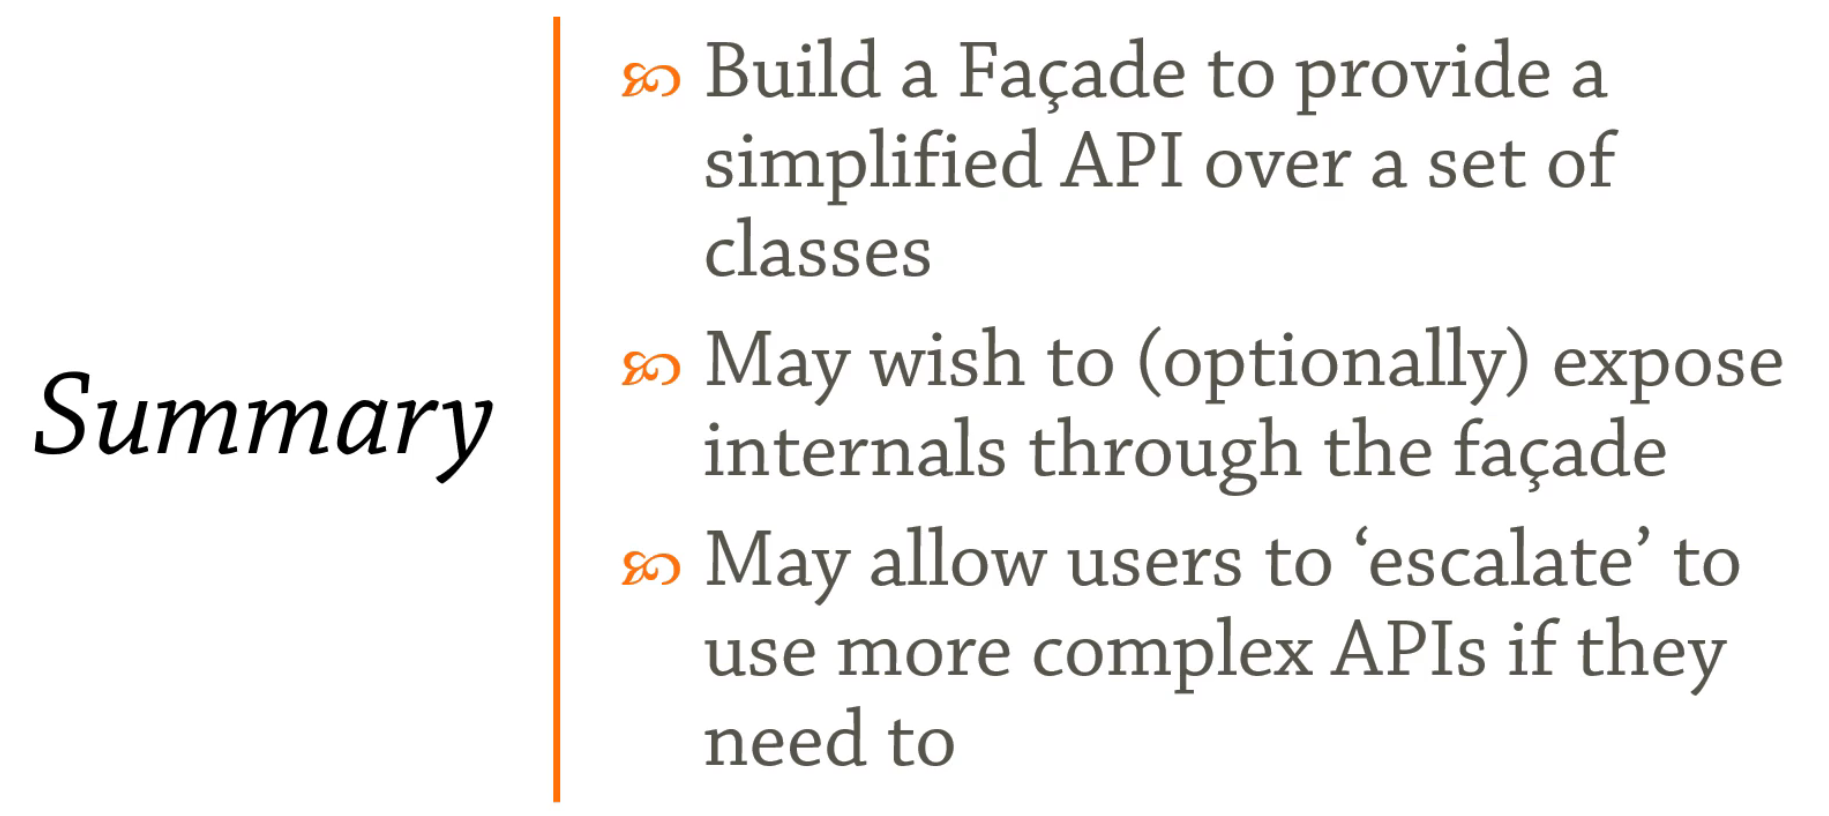 Summary
Build a Façade to provide a
simplified API over a set of
classes
May wish to (optionally) expose
internals through the façade
May allow users to ‘escalate’ to
use more complex APIs if they
need to